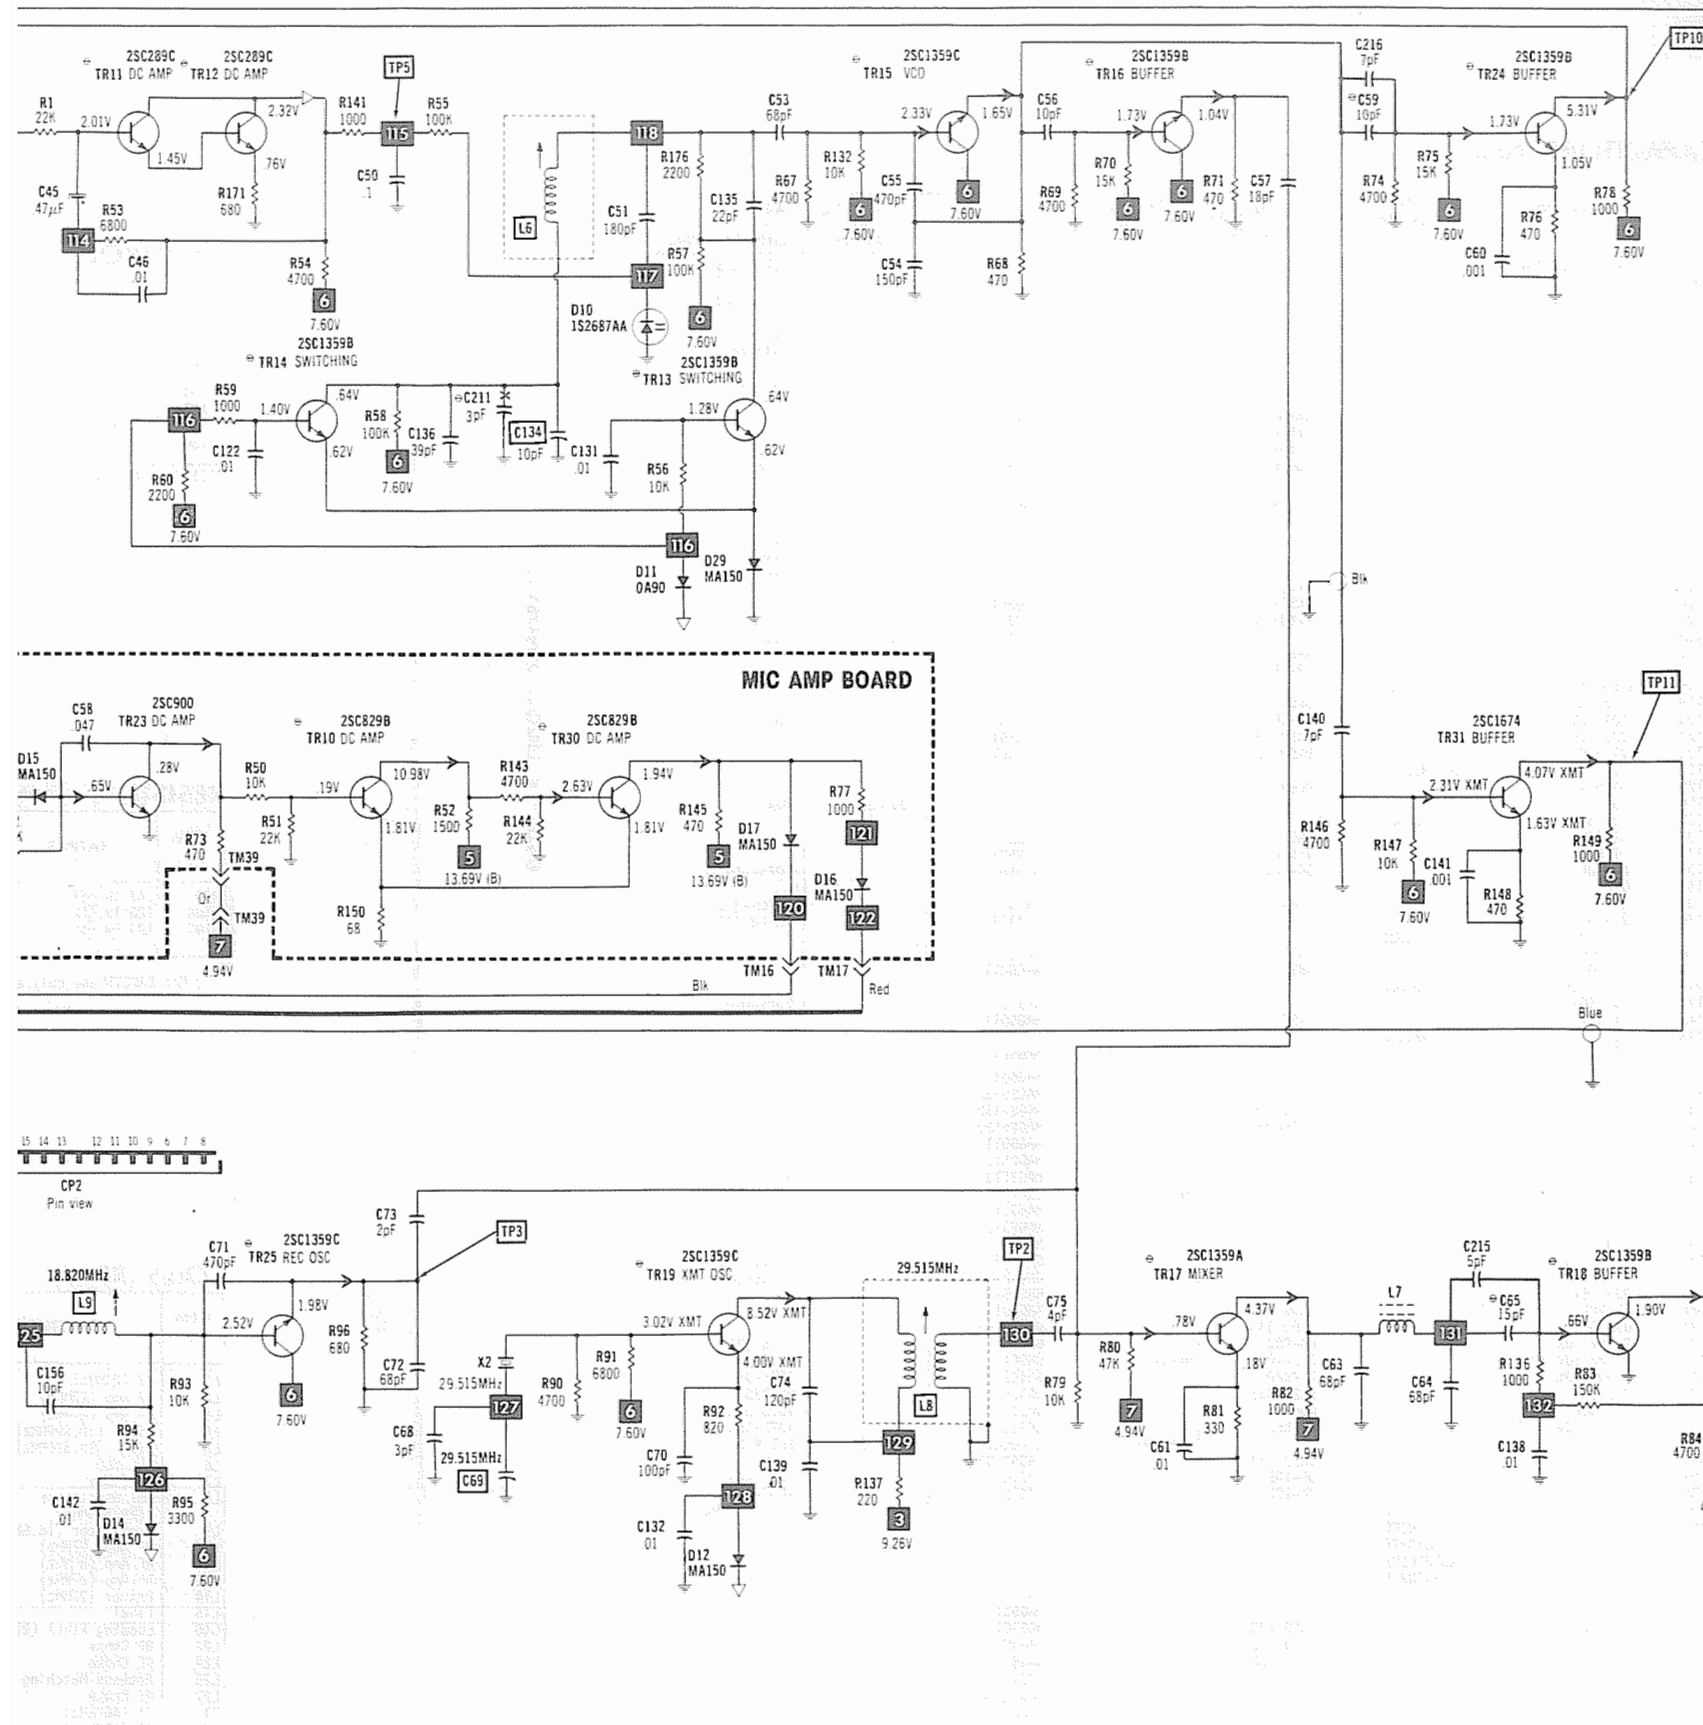 2SC289C
TR11 DC AMP
2SC289C
TR12 DC AMP
TP5
R1
22K
2.01V
1.45V
2.32V
.76V
R141
1000
115
R55
100K
C50
.1
R171
680
C45
47µF
114
R53
6800
C46
.01
R54
4700
6
7.60V
L6
118
C51
180pF
117
D10
1S2687AA
R176
2200
R57
100K
6
7.60V
C135
22pF
C53
68pF
R67
4700
R132
10K
6
7.60V
2SC1359C
TR15 VCO
2.33V
1.65V
C55
470pF
6
7.60V
C54
150pF
R68
470
C56
10pF
R69
4700
2SC1359B
TR16 BUFFER
1.73V
1.04V
R70
15K
6
7.60V
6
7.60V
R71
470
C57
18pF
C216
7pF
C59
10pF
R74
4700
2SC1359B
TR24 BUFFER
1.73V
5.31V
1.05V
R75
15K
6
7.60V
R76
470
C60
.001
R78
1000
6
7.60V
TP10
2SC1359B
TR14 SWITCHING
116
R59
1000
1.40V
.64V
.62V
C122
.01
R60
2200
6
7.60V
R58
100K
6
7.60V
C136
39pF
C211
3pF
C134
10pF
C131
.01
2SC1359B
TR13 SWITCHING
1.28V
.64V
.62V
R56
10K
116
D11
OA90
D29
MA150
Blk
MIC AMP BOARD
D15
MA150
C58
.047
2SC900
TR23 DC AMP
.65V
.28V
R73
470
TM39
Or
TM39
7
4.94V
R50
10K
R51
22K
2SC829B
TR10 DC AMP
.19V
10.98V
1.81V
R150
68
R52
1500
5
13.69V (B)
R143
4700
R144
22K
2SC829B
TR30 DC AMP
2.63V
1.94V
1.81V
R145
470
5
13.69V (B)
D17
MA150
120
R77
1000
121
D16
MA150
122
TM16
TM17
Blk
Red
C140
7pF
R146
4700
2SC1674
TR31 BUFFER
TP11
2.31V XMT
4.07V XMT
1.63V XMT
R147
10K
6
7.60V
C141
.001
R148
470
R149
1000
6
7.60V
Blue
15 14 13 12 11 10 9 6 7 8
CP2
Pin view
18.820MHz
L9
25
C156
10pF
C71
470pF
2SC1359C
TR25 REC OSC
2.52V
1.98V
R93
10K
R94
15K
126
C142
.01
D14
MA150
R95
3300
6
7.60V
6
7.60V
R96
680
C73
2pF
C72
68pF
TP3
X2
29.515MHz
127
C68
3pF
29.515MHz
C69
R90
4700
R91
6800
6
7.60V
2SC1359C
TR19 XMT OSC
3.02V XMT
8.52V XMT
4.00V XMT
C74
120pF
R92
820
C70
100pF
128
C132
.01
D12
MA150
C139
.01
29.515MHz
L8
129
R137
220
3
9.26V
TP2
130
C75
4pF
R79
10K
R80
47K
7
4.94V
2SC1359A
TR17 MIXER
.78V
4.37V
.18V
C61
.01
R81
330
R82
1000
7
4.94V
C63
68pF
L7
131
C64
68pF
C215
5pF
C65
15pF
2SC1359B
TR18 BUFFER
.66V
1.90V
R136
1000
132
R83
150K
C138
.01
R84
4700